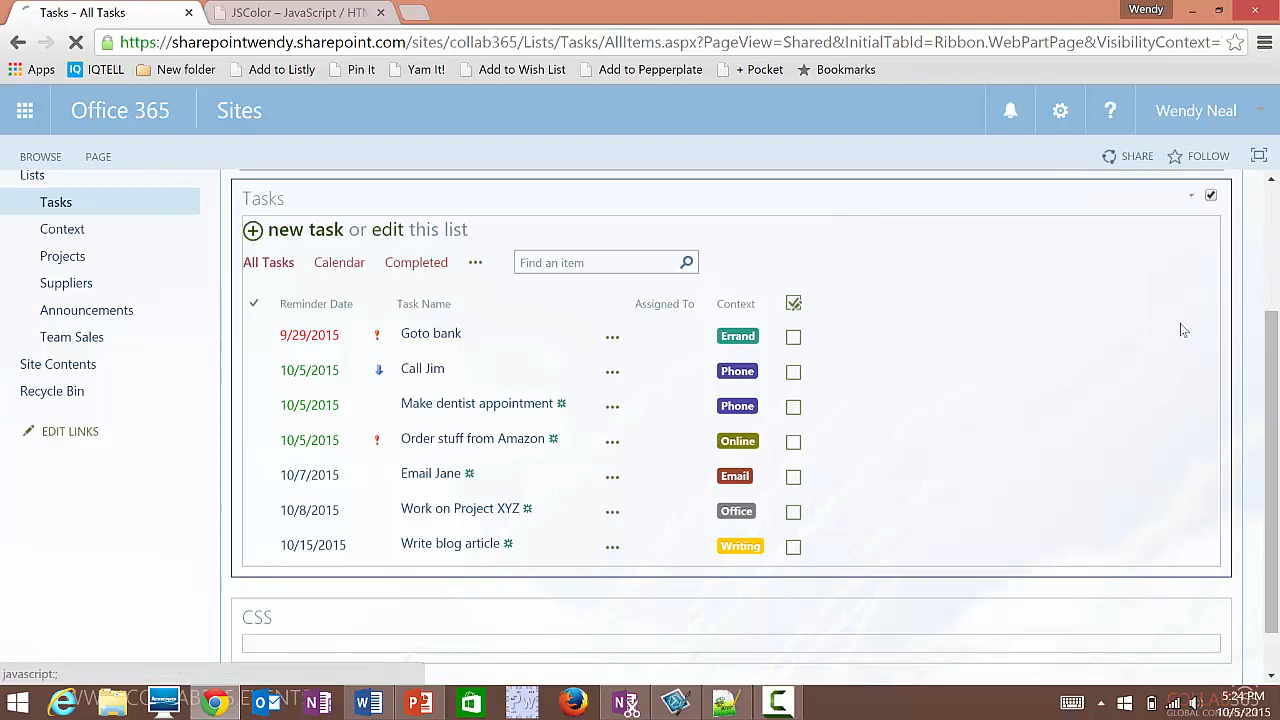 Tasks - All Tasks
JSColor – JavaScript / HTM
Wendy
https://sharepointwendy.sharepoint.com/sites/collab365/Lists/Tasks/AllItems.aspx?PageView=Shared&InitialTabId=Ribbon.WebPartPage&VisibilityContext=
Apps IQ IQTELL New folder Add to Listly Pin It Yam It! Add to Wish List Add to Pepperplate + Pocket Bookmarks
Office 365 Sites Wendy Neal
BROWSE PAGE SHARE FOLLOW
Lists
Tasks
Context
Projects
Suppliers
Announcements
Team Sales
Site Contents
Recycle Bin
EDIT LINKS
Tasks
new task or edit this list
All Tasks Calendar Completed ••• Find an item
Reminder Date Task Name Assigned To Context
9/29/2015 ! Goto bank ••• Errand
10/5/2015 Call Jim ••• Phone
10/5/2015 Make dentist appointment ••• Phone
10/5/2015 ! Order stuff from Amazon ••• Online
10/7/2015 Email Jane ••• Email
10/8/2015 Work on Project XYZ ••• Office
10/15/2015 Write blog article ••• Writing
CSS
javascript:;
5:24 PM
10/5/2015